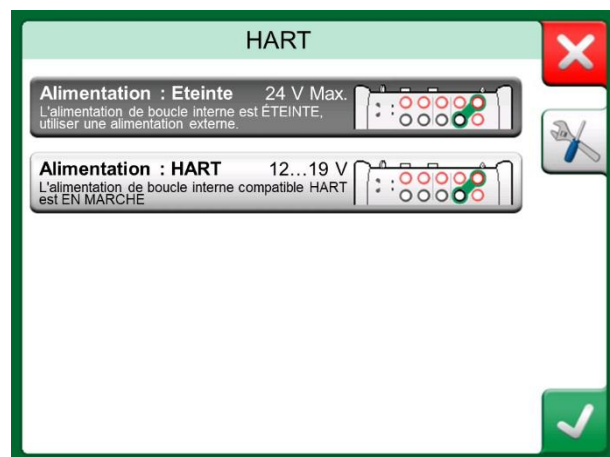 HART
Alimentation : Eteinte 24 V Max.
L'alimentation de boucle interne est ÉTEINTE,
utiliser une alimentation externe.
Alimentation : HART 12...19 V
L'alimentation de boucle interne compatible HART
est EN MARCHE